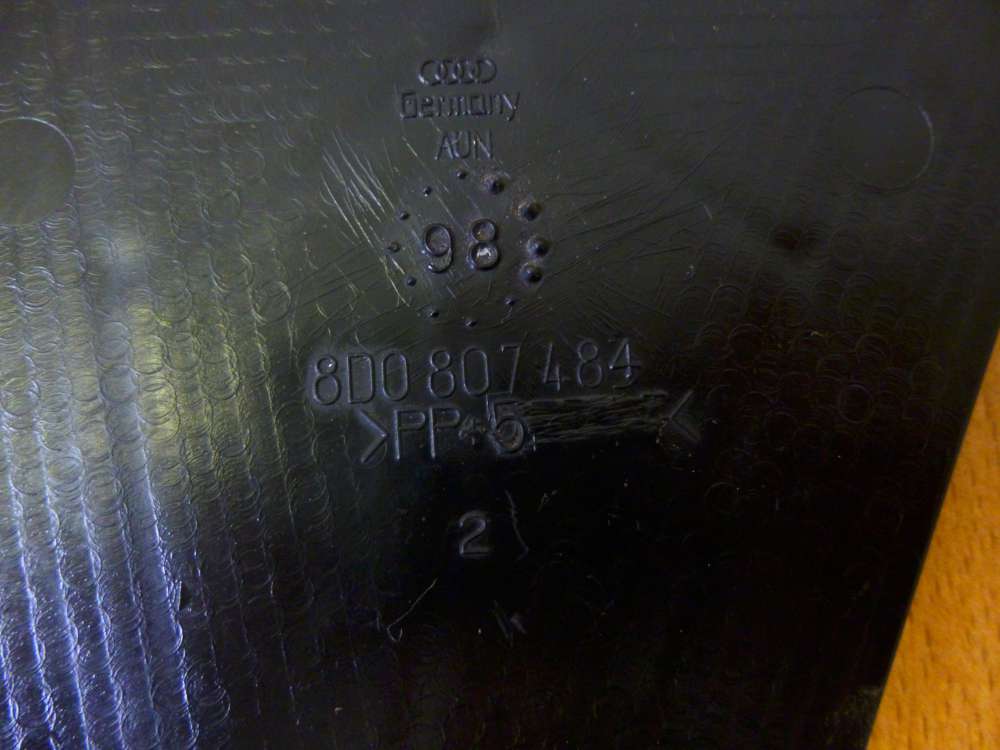 Germany
AUN
98
8D0 807 484
>PP+5<
2